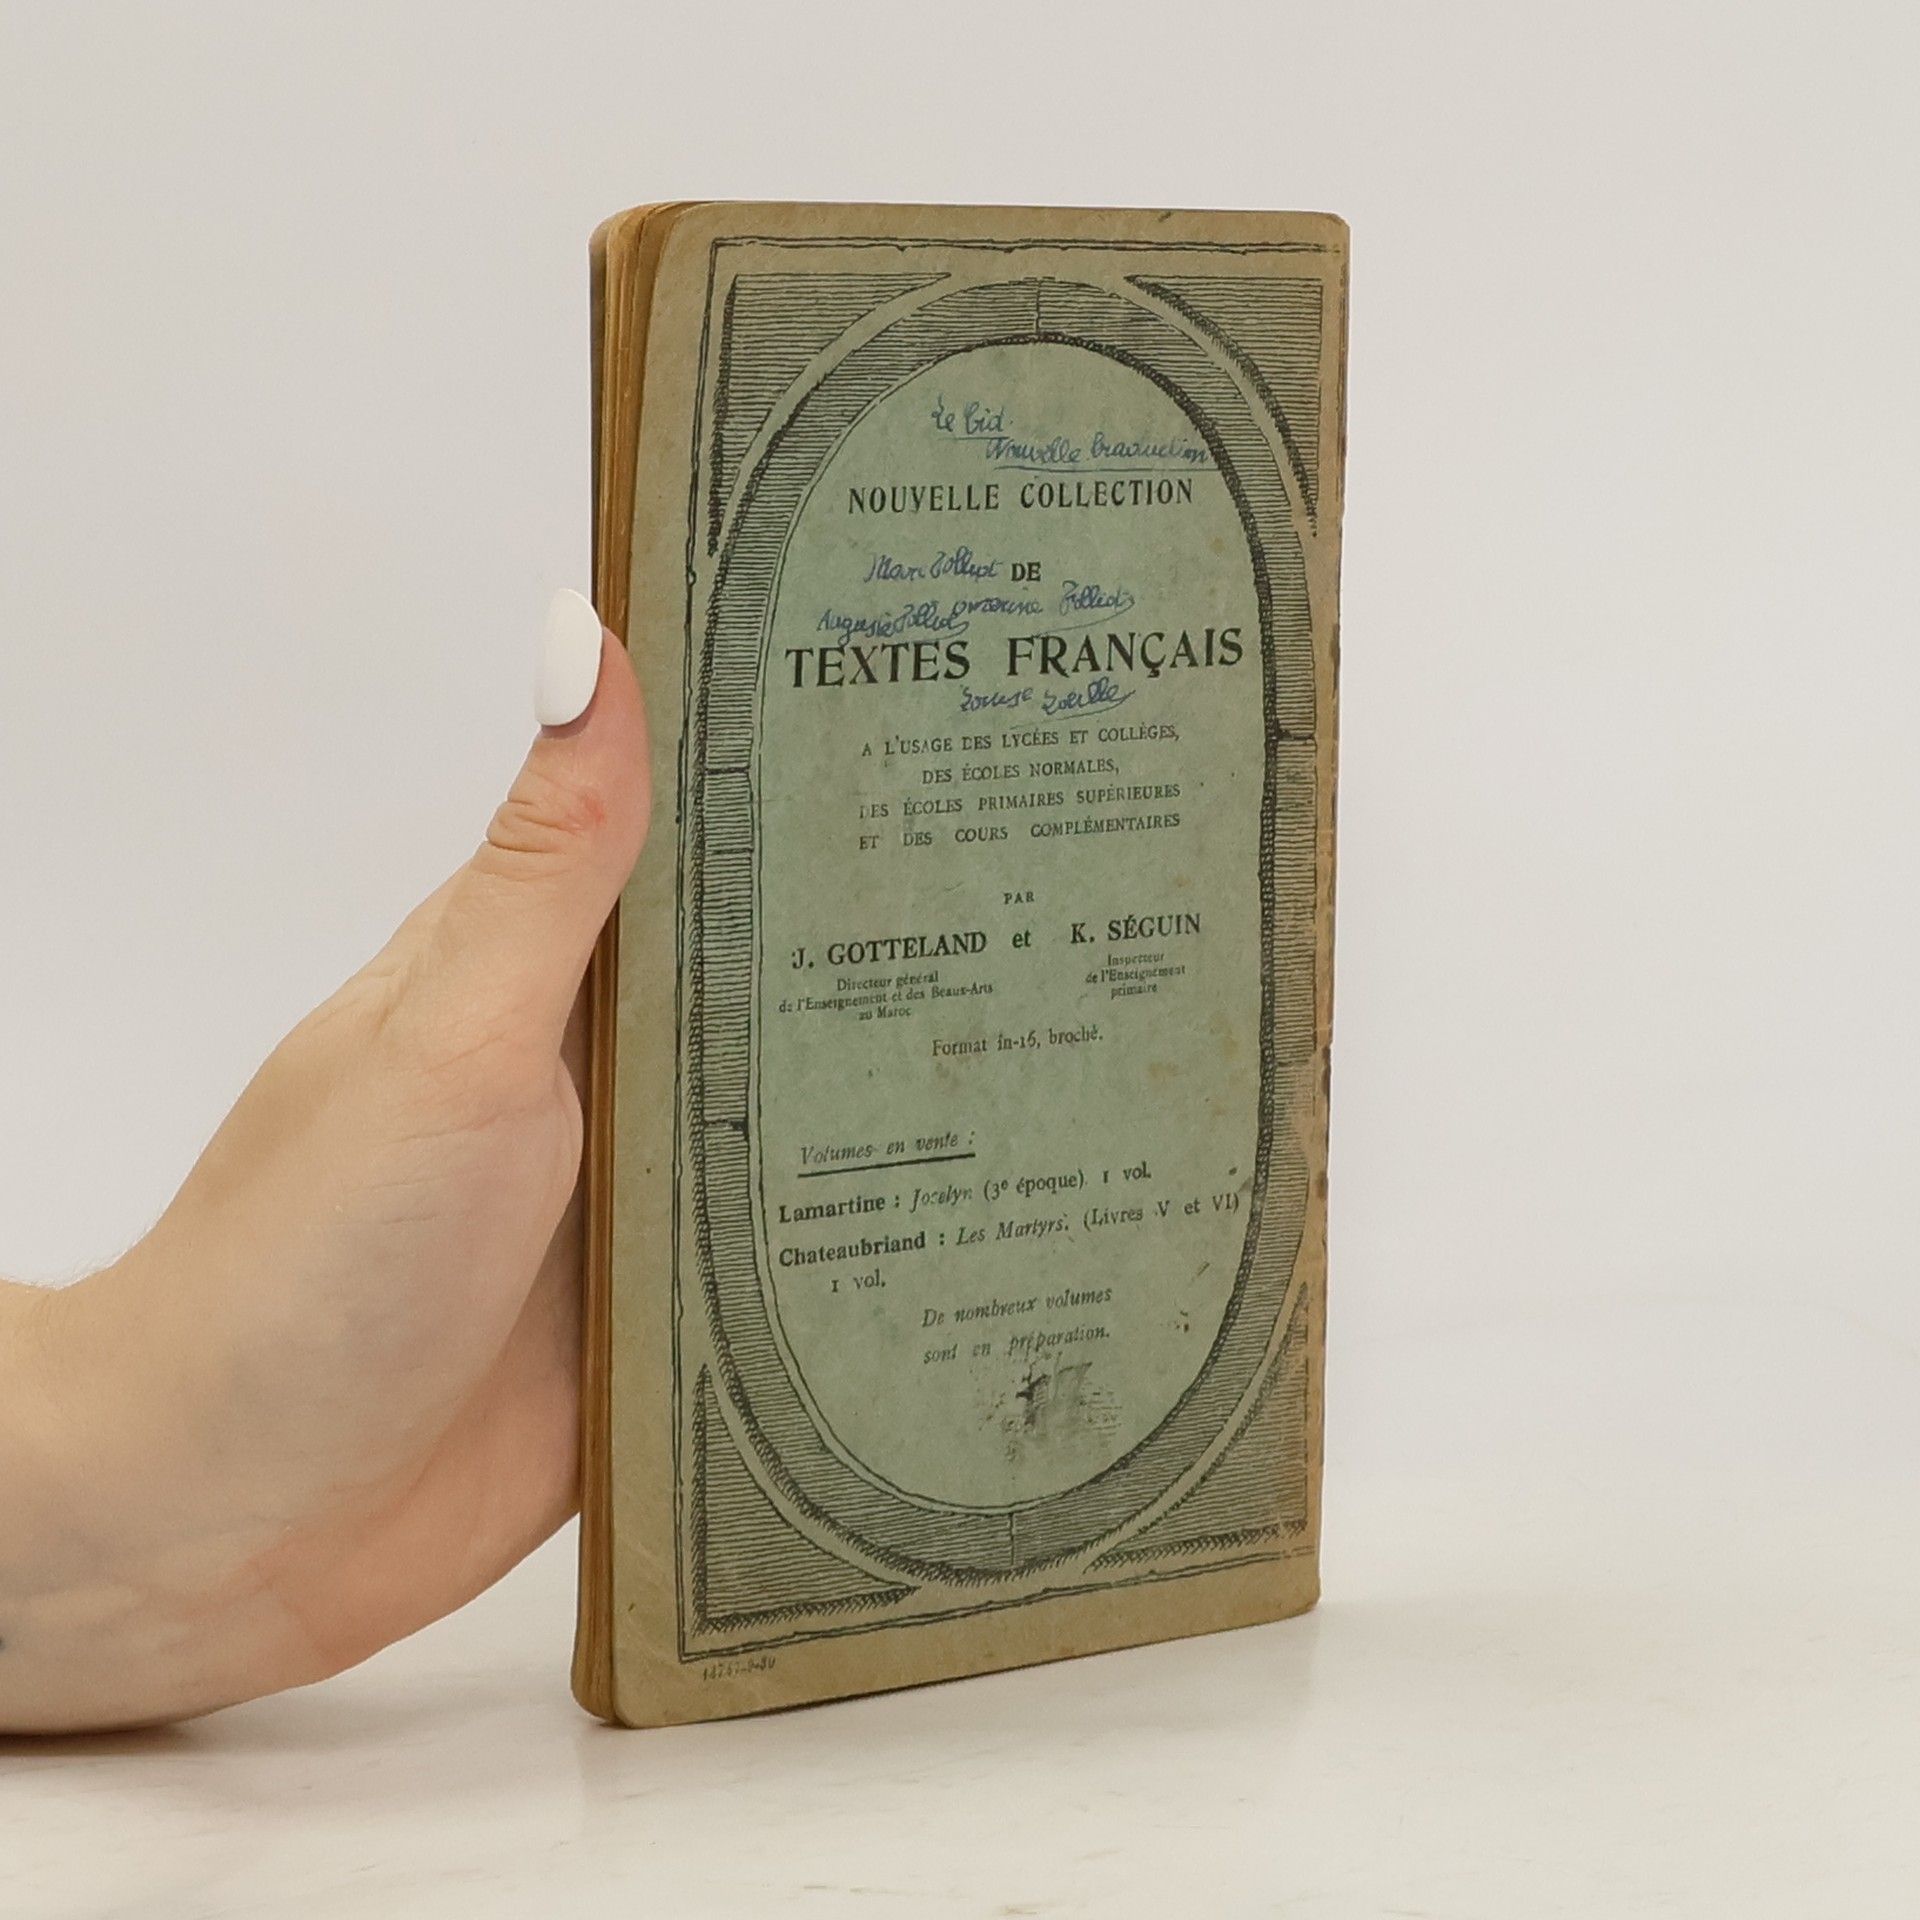 Le Cid.
Nouvelle
NOUVELLE COLLECTION
DE
TEXTES FRANÇAIS
A L'USAGE DES LYCÉES ET COLLÈGES,
DES ÉCOLES NORMALES,
DES ÉCOLES PRIMAIRES SUPÉRIEURES
ET DES COURS COMPLÉMENTAIRES
PAR
J. GOTTELAND et K. SÉGUIN
Directeur général
de l'Enseignement et des Beaux-Arts
au Maroc
Inspecteur
de l'Enseignement
primaire
Format in-16, broché.
Volumes en vente :
Lamartine : Jocelyn (3e époque). 1 vol.
Chateaubriand : Les Martyrs. (Livres V et VI)
1 vol.
De nombreux volumes
sont en préparation.